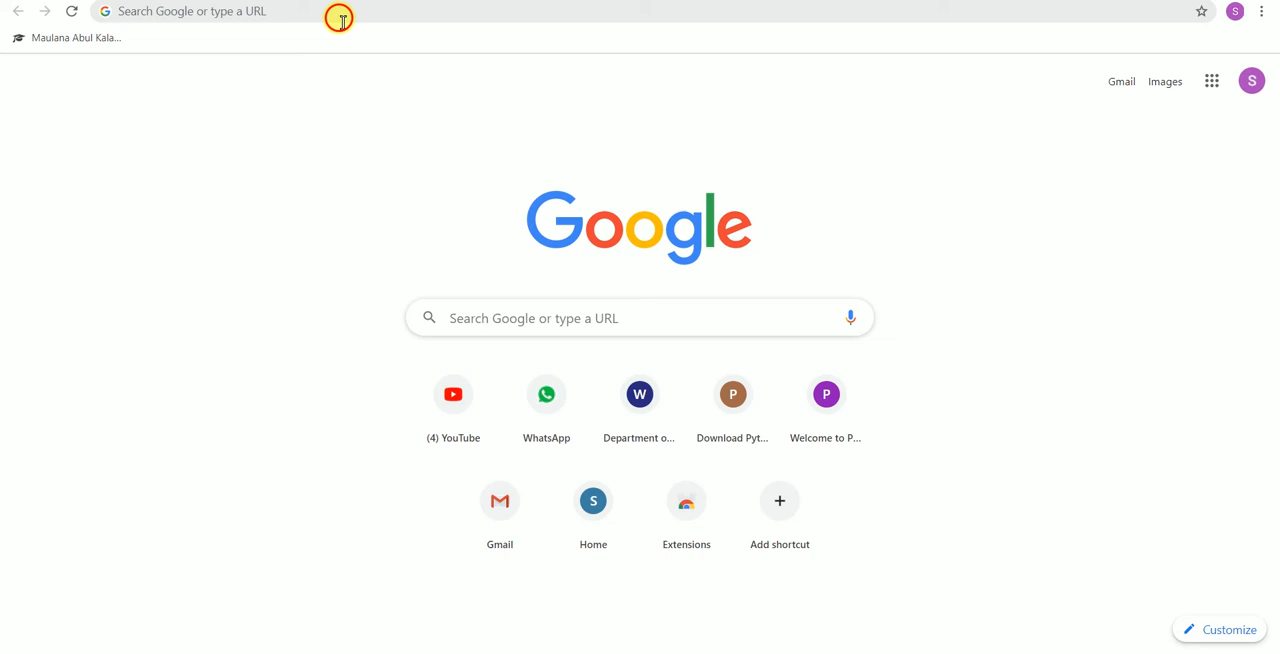 Search Google or type a URL
S
Maulana Abul Kala...
Gmail
Images
S
Google
Search Google or type a URL
W
P
P
(4) YouTube
WhatsApp
Department o...
Download Pyt...
Welcome to P...
S
Gmail
Home
Extensions
Add shortcut
Customize